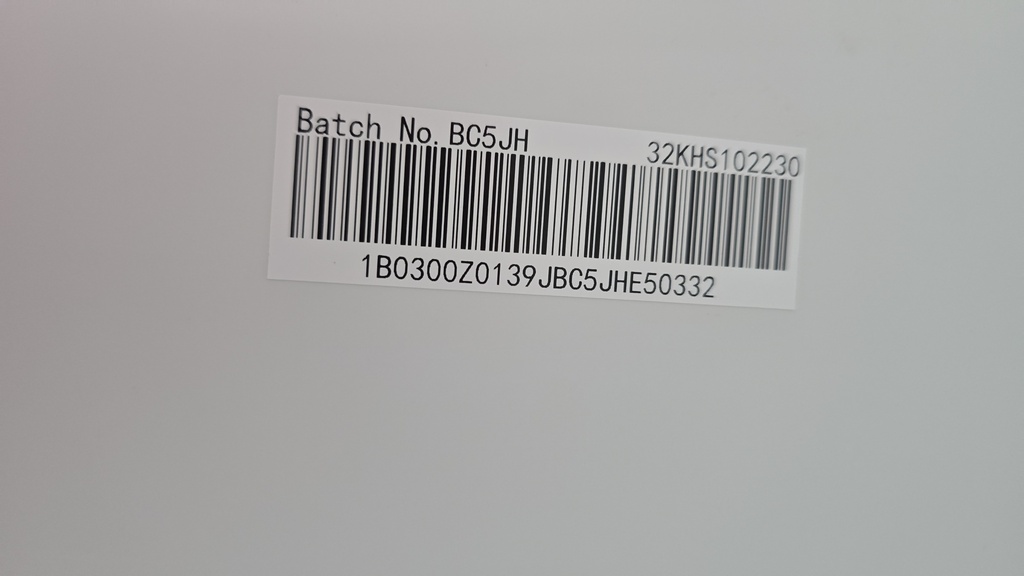 Batch No. BC5JH
32KHS102230
1B0300Z0139JBC5JHE50332